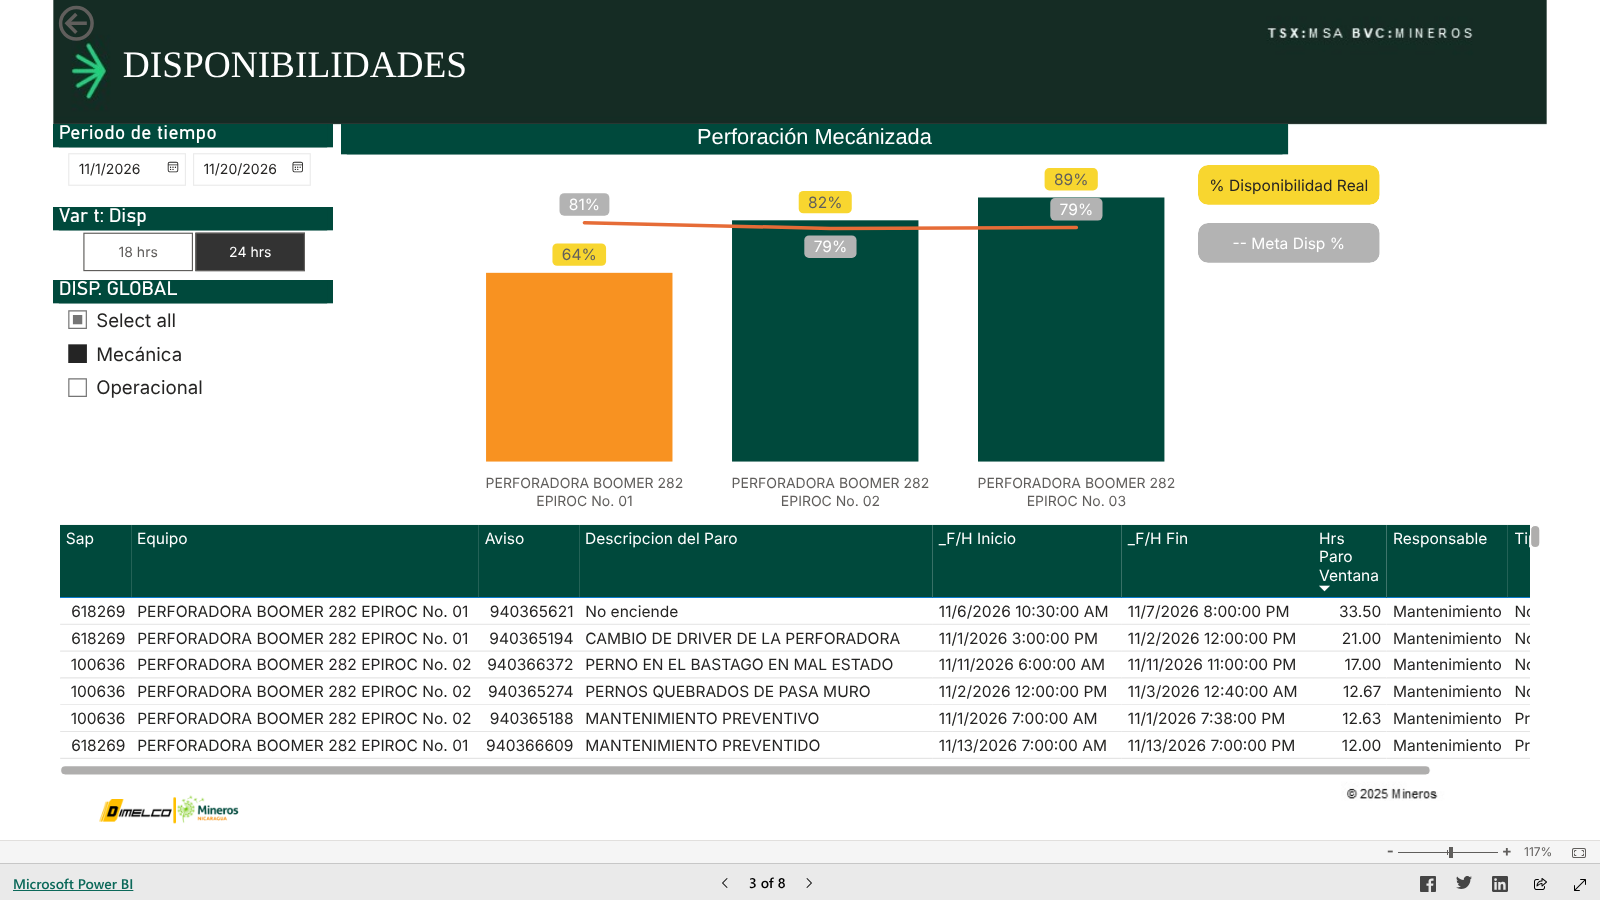 TSX:MSA BVC:MINEROS
DISPONIBILIDADES
Periodo de tiempo
11/1/2026 11/20/2026
Var t: Disp
18 hrs 24 hrs
DISP. GLOBAL
Select all
Mecánica
Operacional
Perforación Mecánizada
81% 82% 89%
79%
64% 79%
PERFORADORA BOOMER 282 EPIROC No. 01
PERFORADORA BOOMER 282 EPIROC No. 02
PERFORADORA BOOMER 282 EPIROC No. 03
% Disponibilidad Real
-- Meta Disp %
Sap Equipo Aviso Descripcion del Paro _F/H Inicio _F/H Fin Hrs Paro Ventana Responsable
618269 PERFORADORA BOOMER 282 EPIROC No. 01 940365621 No enciende 11/6/2026 10:30:00 AM 11/7/2026 8:00:00 PM 33.50 Mantenimiento
618269 PERFORADORA BOOMER 282 EPIROC No. 01 940365194 CAMBIO DE DRIVER DE LA PERFORADORA 11/1/2026 3:00:00 PM 11/2/2026 12:00:00 PM 21.00 Mantenimiento
100636 PERFORADORA BOOMER 282 EPIROC No. 02 940366372 PERNO EN EL BASTAGO EN MAL ESTADO 11/11/2026 6:00:00 AM 11/11/2026 11:00:00 PM 17.00 Mantenimiento
100636 PERFORADORA BOOMER 282 EPIROC No. 02 940365274 PERNOS QUEBRADOS DE PASA MURO 11/2/2026 12:00:00 PM 11/3/2026 12:40:00 AM 12.67 Mantenimiento
100636 PERFORADORA BOOMER 282 EPIROC No. 02 940365188 MANTENIMIENTO PREVENTIVO 11/1/2026 7:00:00 AM 11/1/2026 7:38:00 PM 12.63 Mantenimiento Pr
618269 PERFORADORA BOOMER 282 EPIROC No. 01 940366609 MANTENIMIENTO PREVENTIDO 11/13/2026 7:00:00 AM 11/13/2026 7:00:00 PM 12.00 Mantenimiento Pr
© 2025 Mineros
DIMELCO Mineros
NICARAGUA
- + 117%
Microsoft Power BI
3 of 8